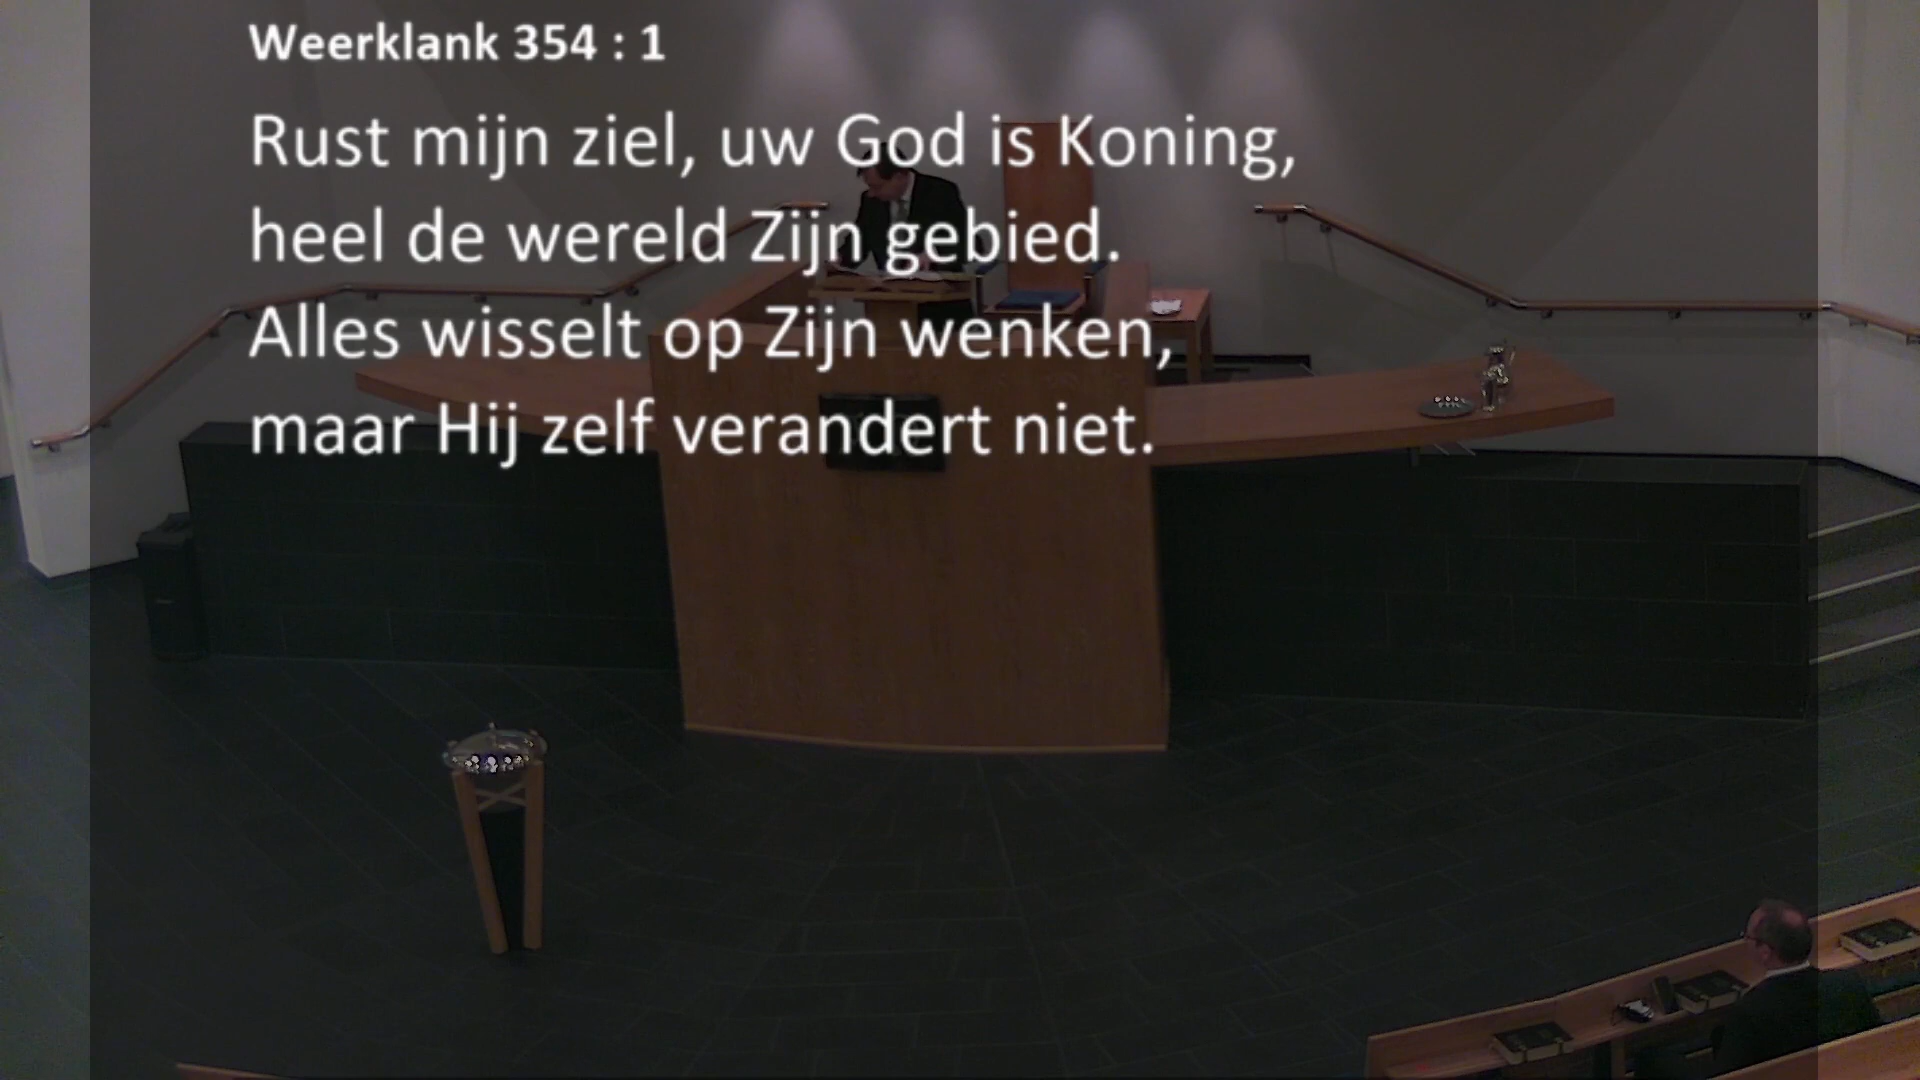 Weerklank 354 : 1
Rust mijn ziel, uw God is Koning,
heel de wereld Zijn gebied.
Alles wisselt op Zijn wenken,
maar Hij zelf verandert niet.